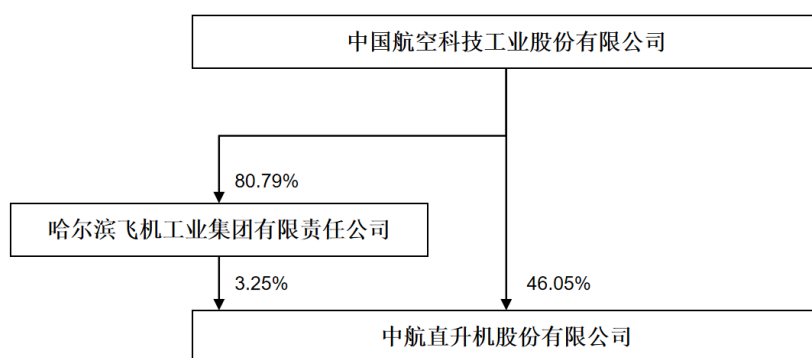 中国航空科技工业股份有限公司
80.79%
哈尔滨飞机工业集团有限责任公司
3.25%
46.05%
中航直升机股份有限公司